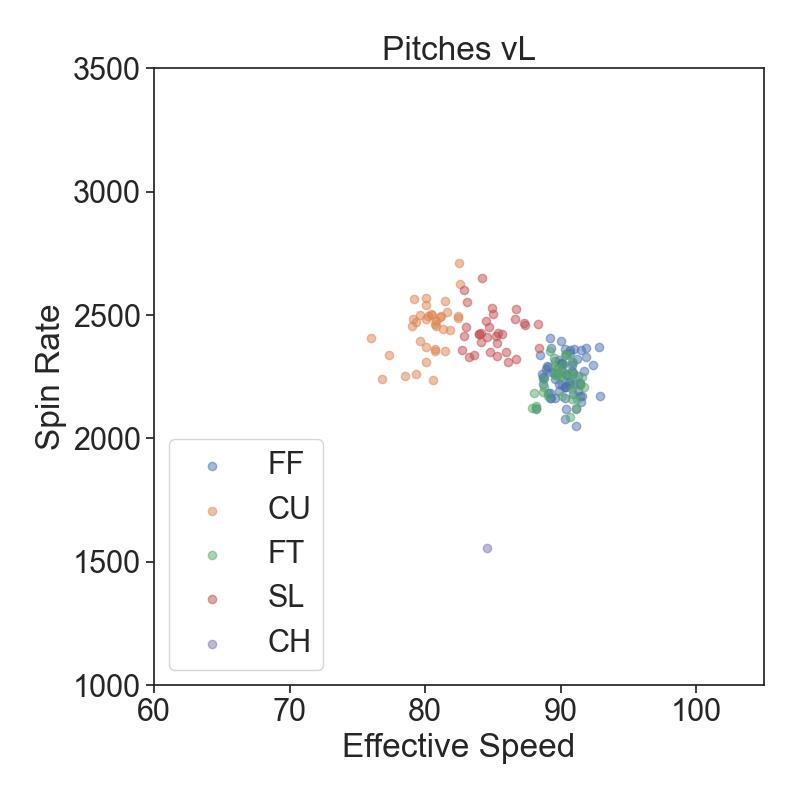 Pitches vL
3500
3000
2500
2000
1500
1000
Spin Rate
FF
CU
FT
SL
CH
60 70 80 90 100
Effective Speed